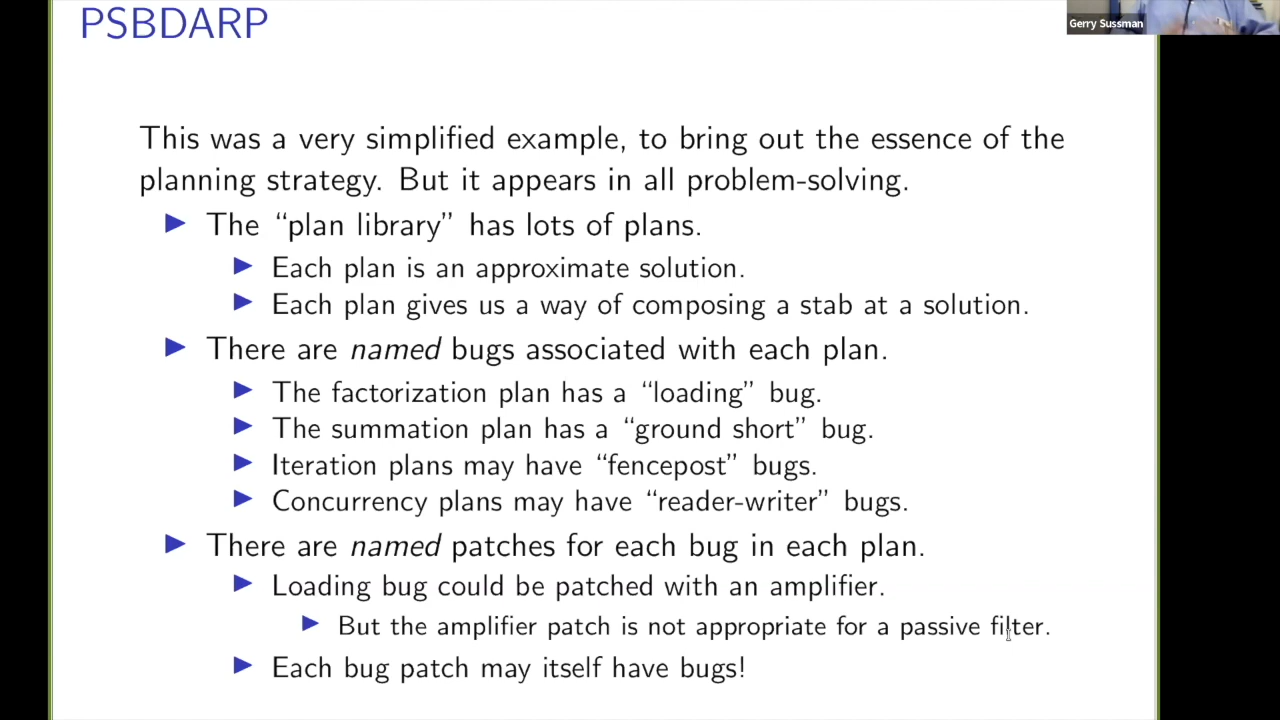 PSBDARP
Gerry Sussman
This was a very simplified example, to bring out the essence of the
planning strategy. But it appears in all problem-solving.
▶ The “plan library” has lots of plans.
▶ Each plan is an approximate solution.
▶ Each plan gives us a way of composing a stab at a solution.
▶ There are named bugs associated with each plan.
▶ The factorization plan has a “loading” bug.
▶ The summation plan has a “ground short” bug.
▶ Iteration plans may have “fencepost” bugs.
▶ Concurrency plans may have “reader-writer” bugs.
▶ There are named patches for each bug in each plan.
▶ Loading bug could be patched with an amplifier.
▶ But the amplifier patch is not appropriate for a passive filter.
▶ Each bug patch may itself have bugs!